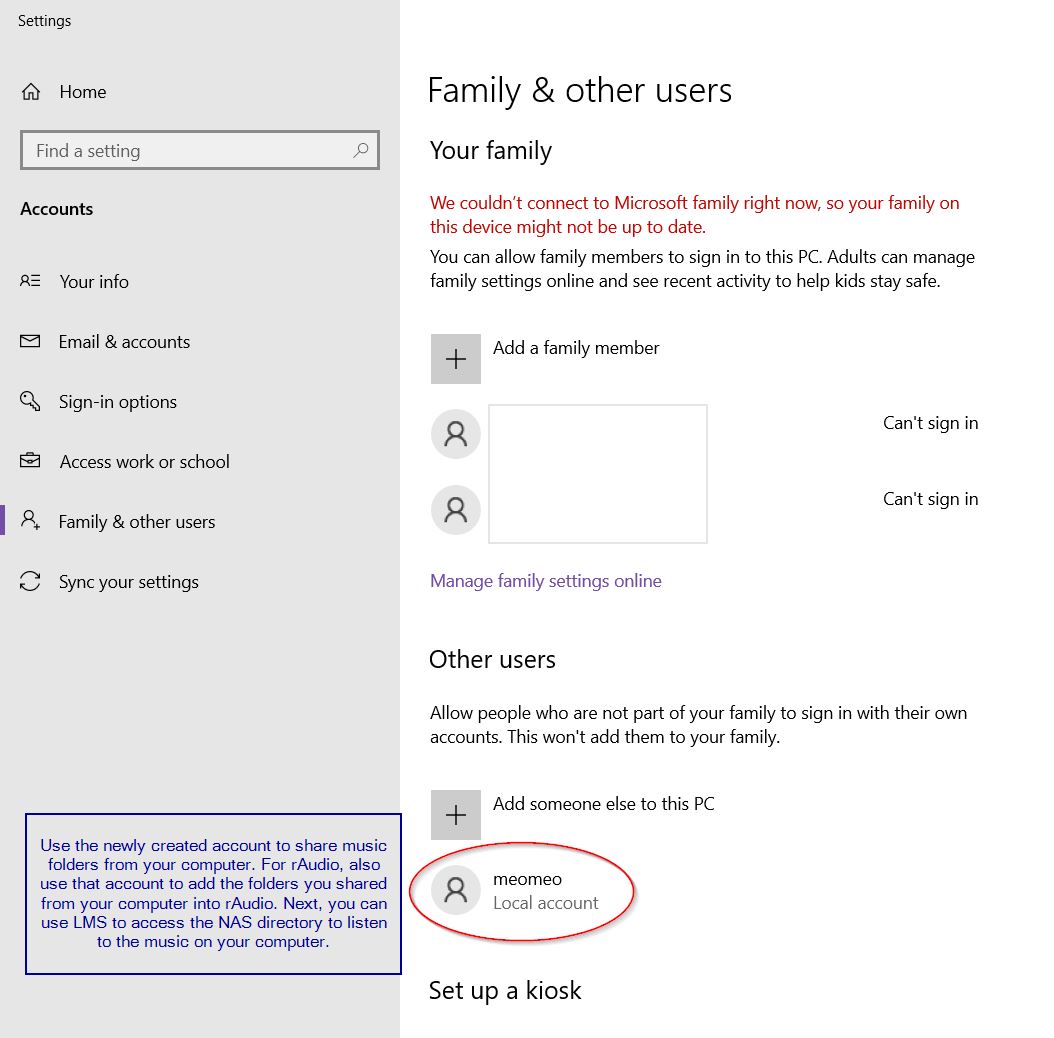 Settings
Home
Find a setting
Accounts
Your info
Email & accounts
Sign-in options
Access work or school
Family & other users
Sync your settings
Use the newly created account to share music
folders from your computer. For rAudio, also
use that account to add the folders you shared
from your computer into rAudio. Next, you can
use LMS to access the NAS directory to listen
to the music on your computer.
Family & other users
Your family
We couldn't connect to Microsoft family right now, so your family on
this device might not be up to date.
You can allow family members to sign in to this PC. Adults can manage
family settings online and see recent activity to help kids stay safe.
Add a family member
Can't sign in
Can't sign in
Manage family settings online
Other users
Allow people who are not part of your family to sign in with their own
accounts. This won't add them to your family.
Add someone else to this PC
meomeo
Local account
Set up a kiosk